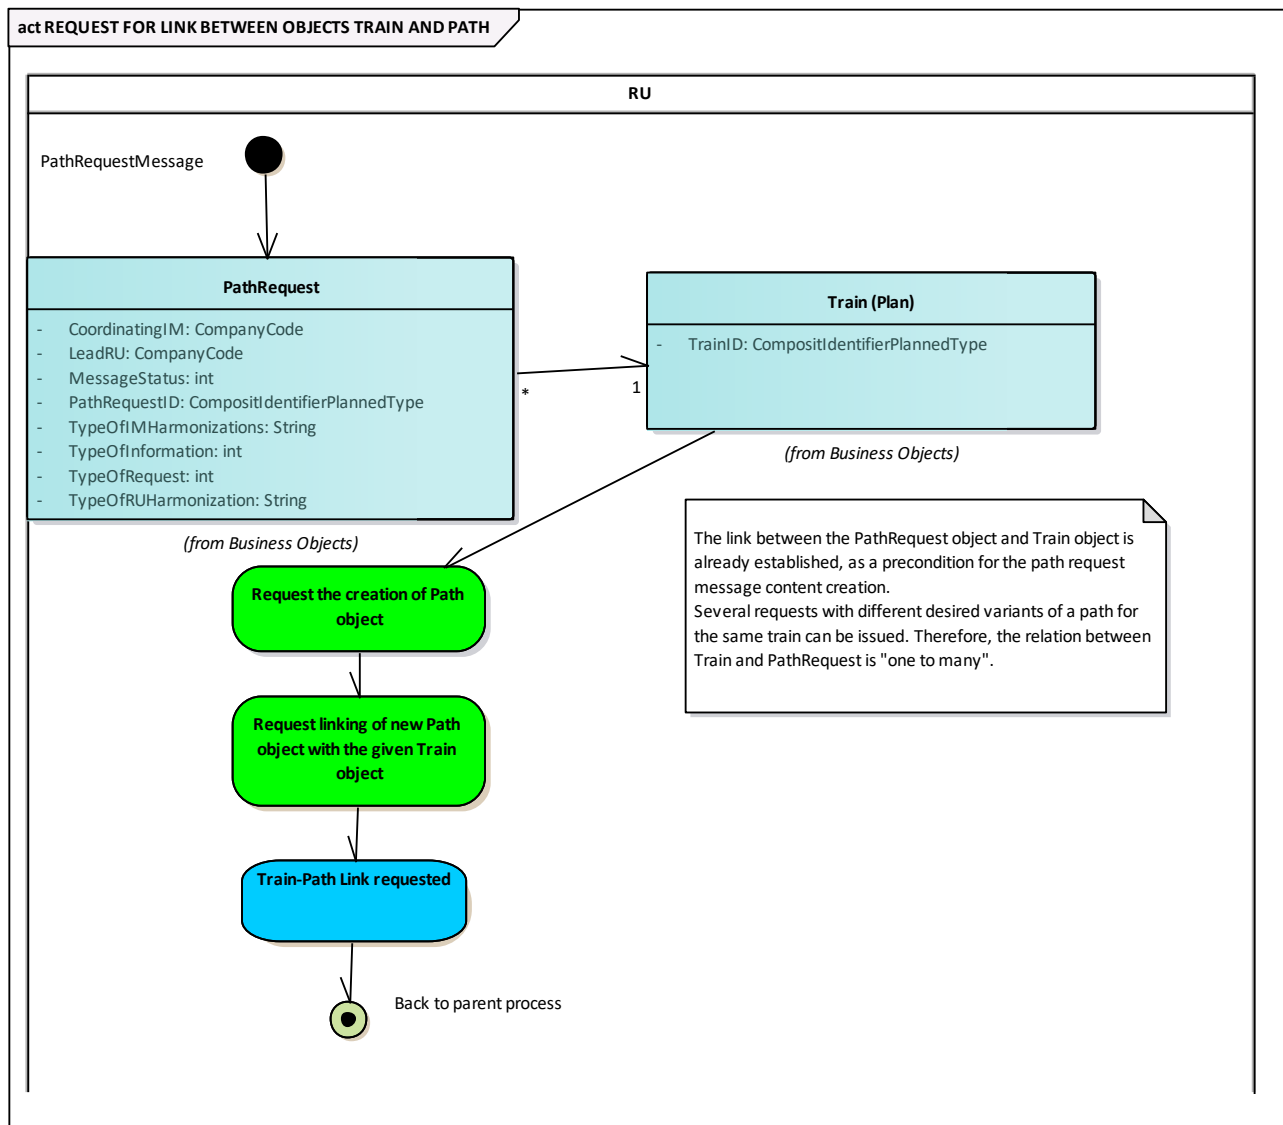 act REQUEST FOR LINK BETWEEN OBJECTS TRAIN AND PATH
RU
PathRequestMessage
PathRequest
- CoordinatingIM: CompanyCode
- LeadRU: CompanyCode
- MessageStatus: int
- PathRequestID: CompositIdentifierPlannedType
- TypeOfIMHarmonizations: String
- TypeOfInformation: int
- TypeOfRequest: int
- TypeOfRUHarmonization: String
(from Business Objects)
*
1
Train (Plan)
- TrainID: CompositIdentifierPlannedType
(from Business Objects)
The link between the PathRequest object and Train object is
already established, as a precondition for the path request
message content creation.
Several requests with different desired variants of a path for
the same train can be issued. Therefore, the relation between
Train and PathRequest is "one to many".
Request the creation of Path
object
Request linking of new Path
object with the given Train
object
Train-Path Link requested
Back to parent process